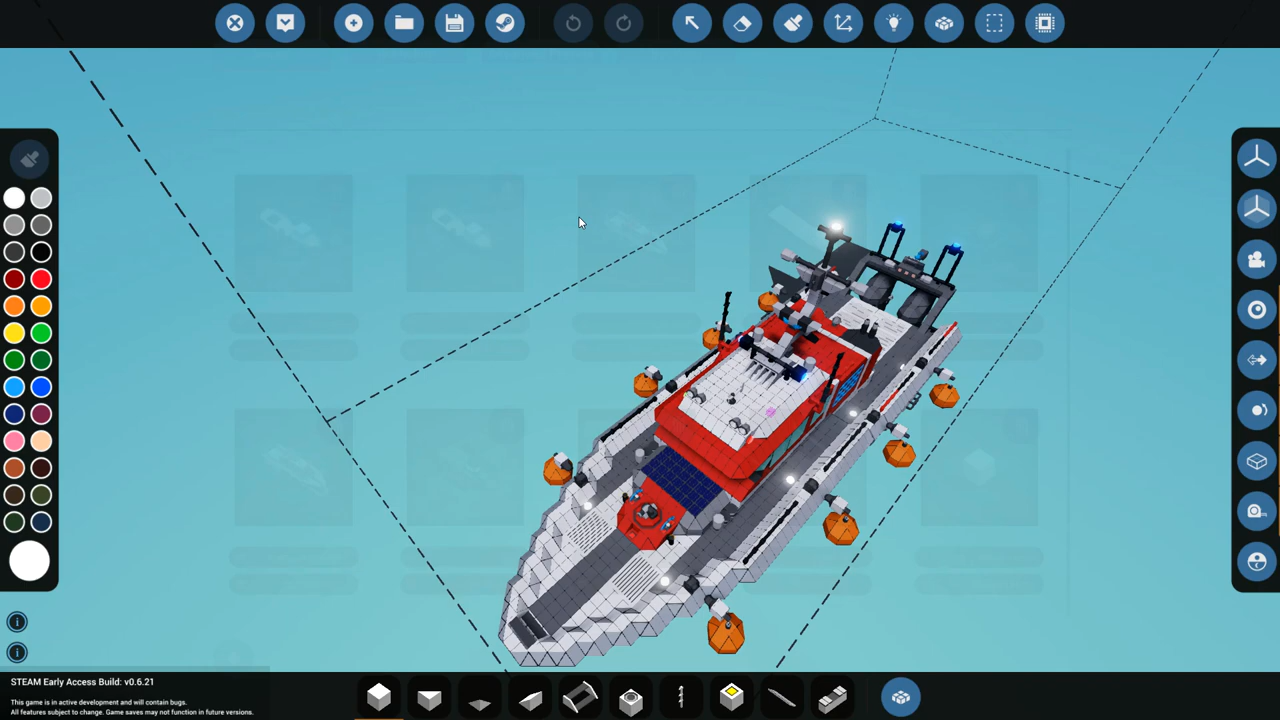 STEAM Early Access Build: v0.6.21
This game is in active development and will contain bugs.
All features subject to change. Game saves may not function in future versions.